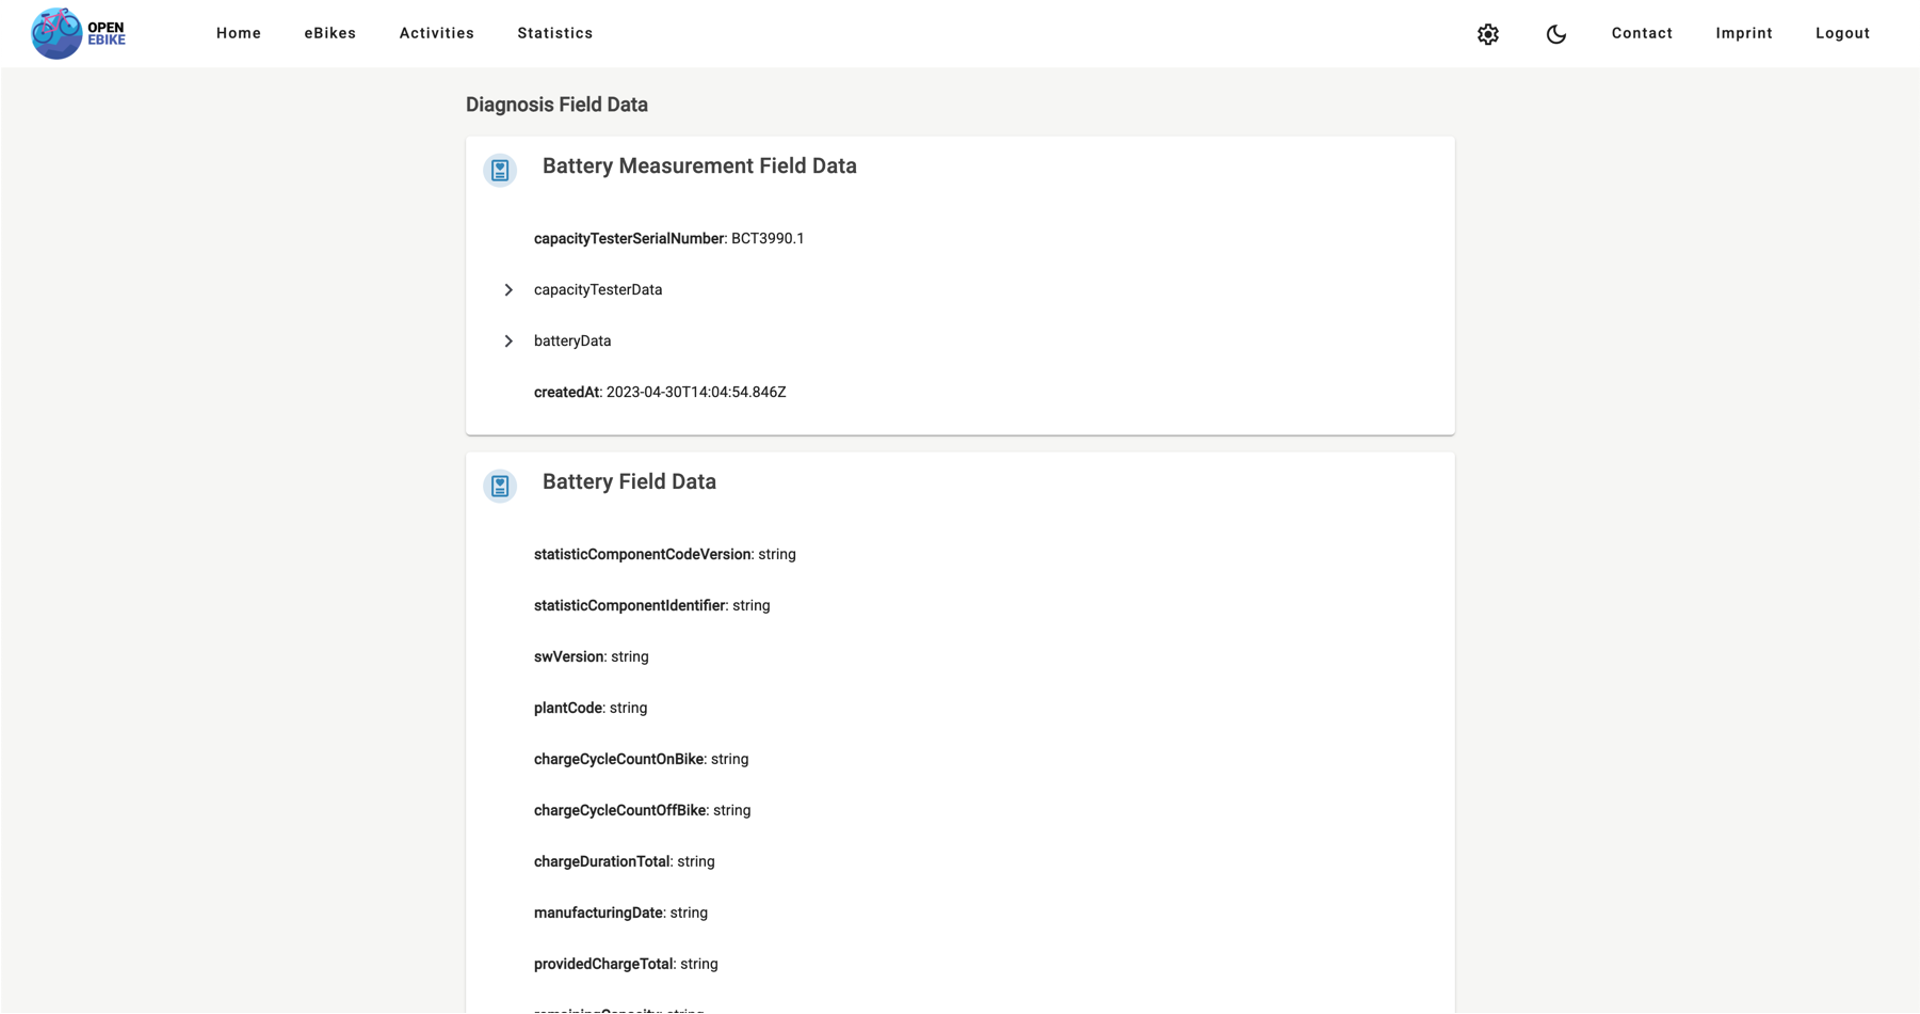 OPEN
EBIKE
Home eBikes Activities Statistics Contact Imprint Logout
Diagnosis Field Data
Battery Measurement Field Data
capacityTesterSerialNumber: BCT3990.1
capacityTesterData
batteryData
createdAt: 2023-04-30T14:04:54.846Z
Battery Field Data
statisticComponentCodeVersion: string
statisticComponentIdentifier: string
swVersion: string
plantCode: string
chargeCycleCountOnBike: string
chargeCycleCountOffBike: string
chargeDurationTotal: string
manufacturingDate: string
providedChargeTotal: string
remainingCapacity: string